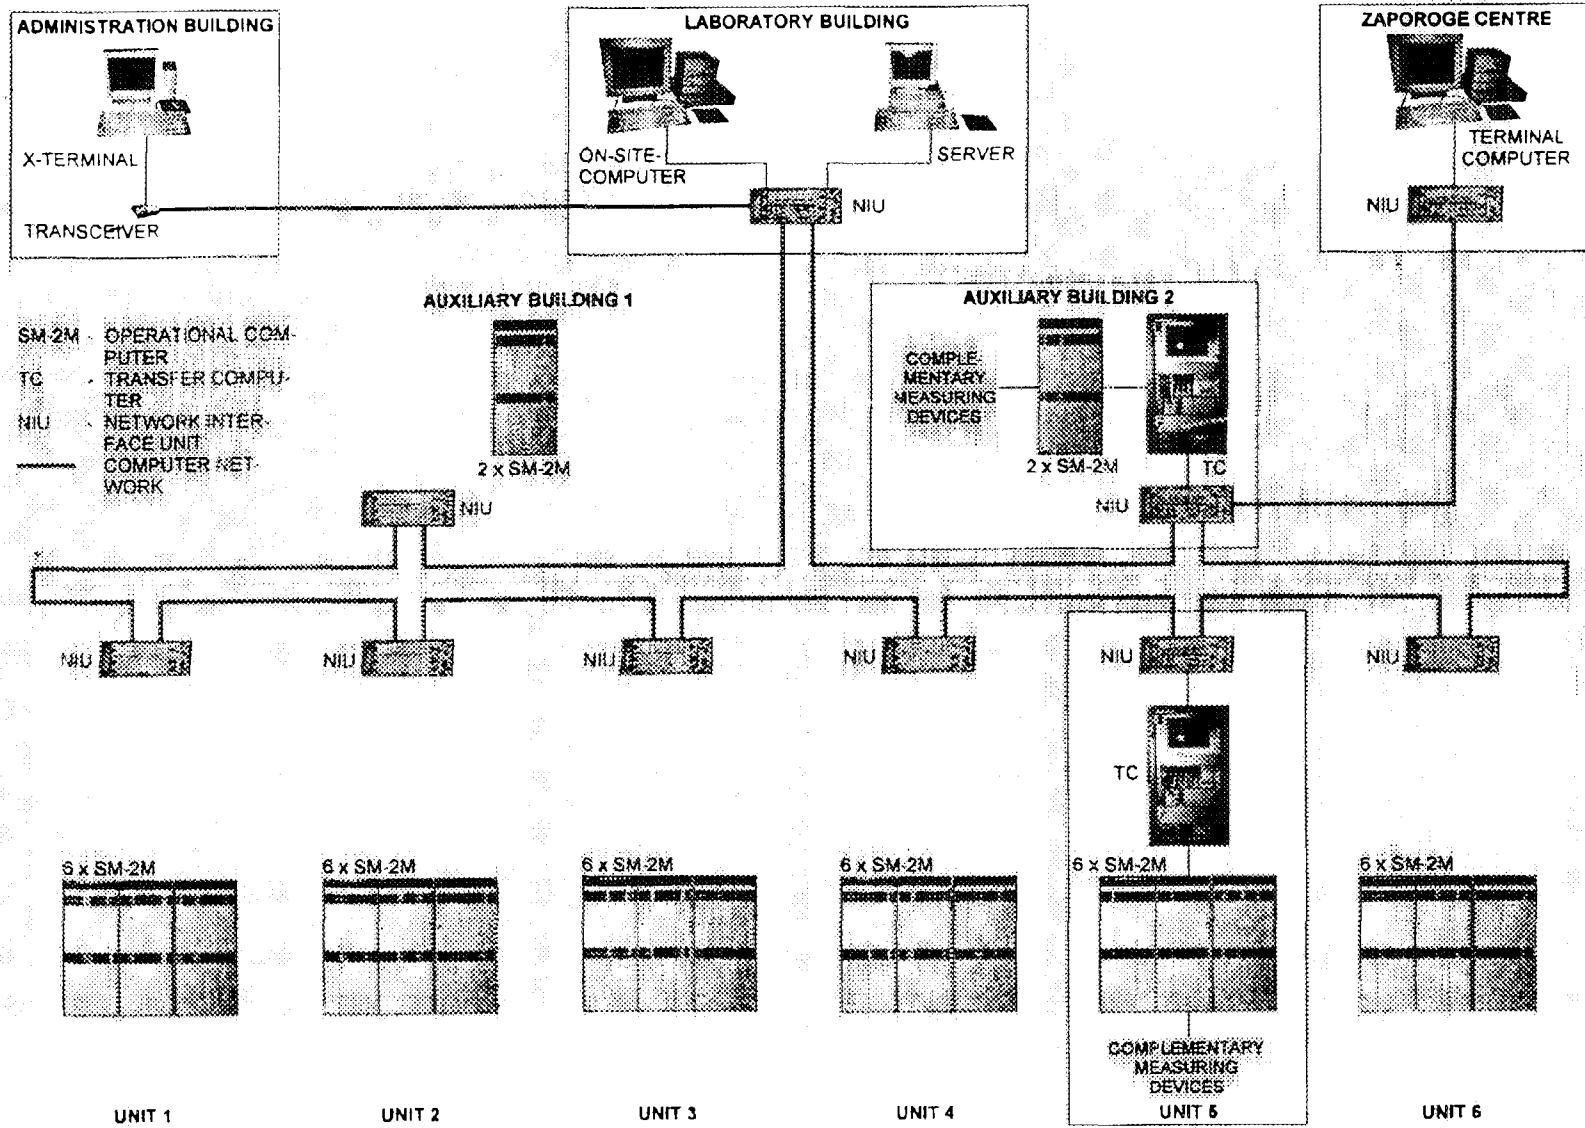 ADMINISTRATION BUILDING
X-TERMINAL
TRANSCEIVER
LABORATORY BUILDING
ON-SITE-
COMPUTER
SERVER
NIU
ZAPOROGE CENTRE
TERMINAL
COMPUTER
NIU
SM-2M - OPERATIONAL COM-
PUTER
TC - TRANSFER COMPU-
TER
NIU - NETWORK INTER-
FACE UNIT
COMPUTER NET-
WORK
AUXILIARY BUILDING 1
2 x SM-2M
NIU
AUXILIARY BUILDING 2
COMPLE-
MENTARY
MEASURING
DEVICES
2 x SM-2M
TC
NIU
NIU
NIU
NIU
NIU
NIU
NIU
TC
6 x SM-2M
6 x SM-2M
6 x SM-2M
6 x SM-2M
6 x SM-2M
6 x SM-2M
COMPLEMENTARY
MEASURING
DEVICES
UNIT 1
UNIT 2
UNIT 3
UNIT 4
UNIT 5
UNIT 6